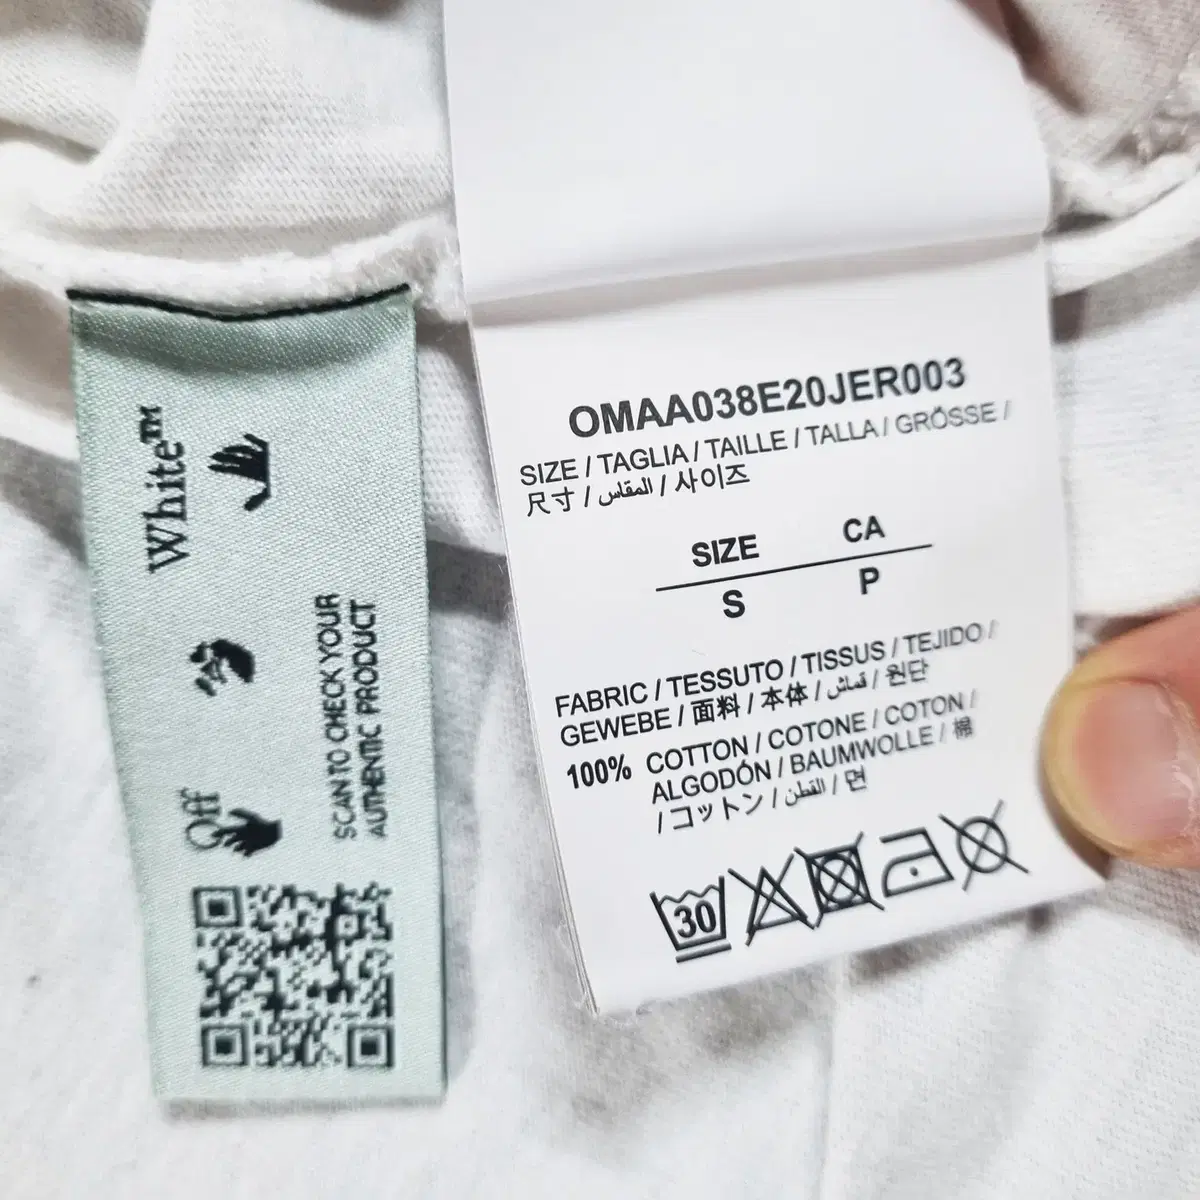 Off White™
SCAN TO CHECK YOUR
AUTHENTIC PRODUCT
OMAA038E20JER003
SIZE / TAGLIA / TAILLE / TALLA / GRÖSSE /
尺寸 / المقاس / 사이즈
SIZE CA
S P
FABRIC / TESSUTO / TISSUS / TEJIDO /
GEWEBE / 面料 / 本体 / قماش / 원단
100% COTTON / COTONE / COTON /
ALGODÓN / BAUMWOLLE / 棉
/ コットン / القطن / 면
30